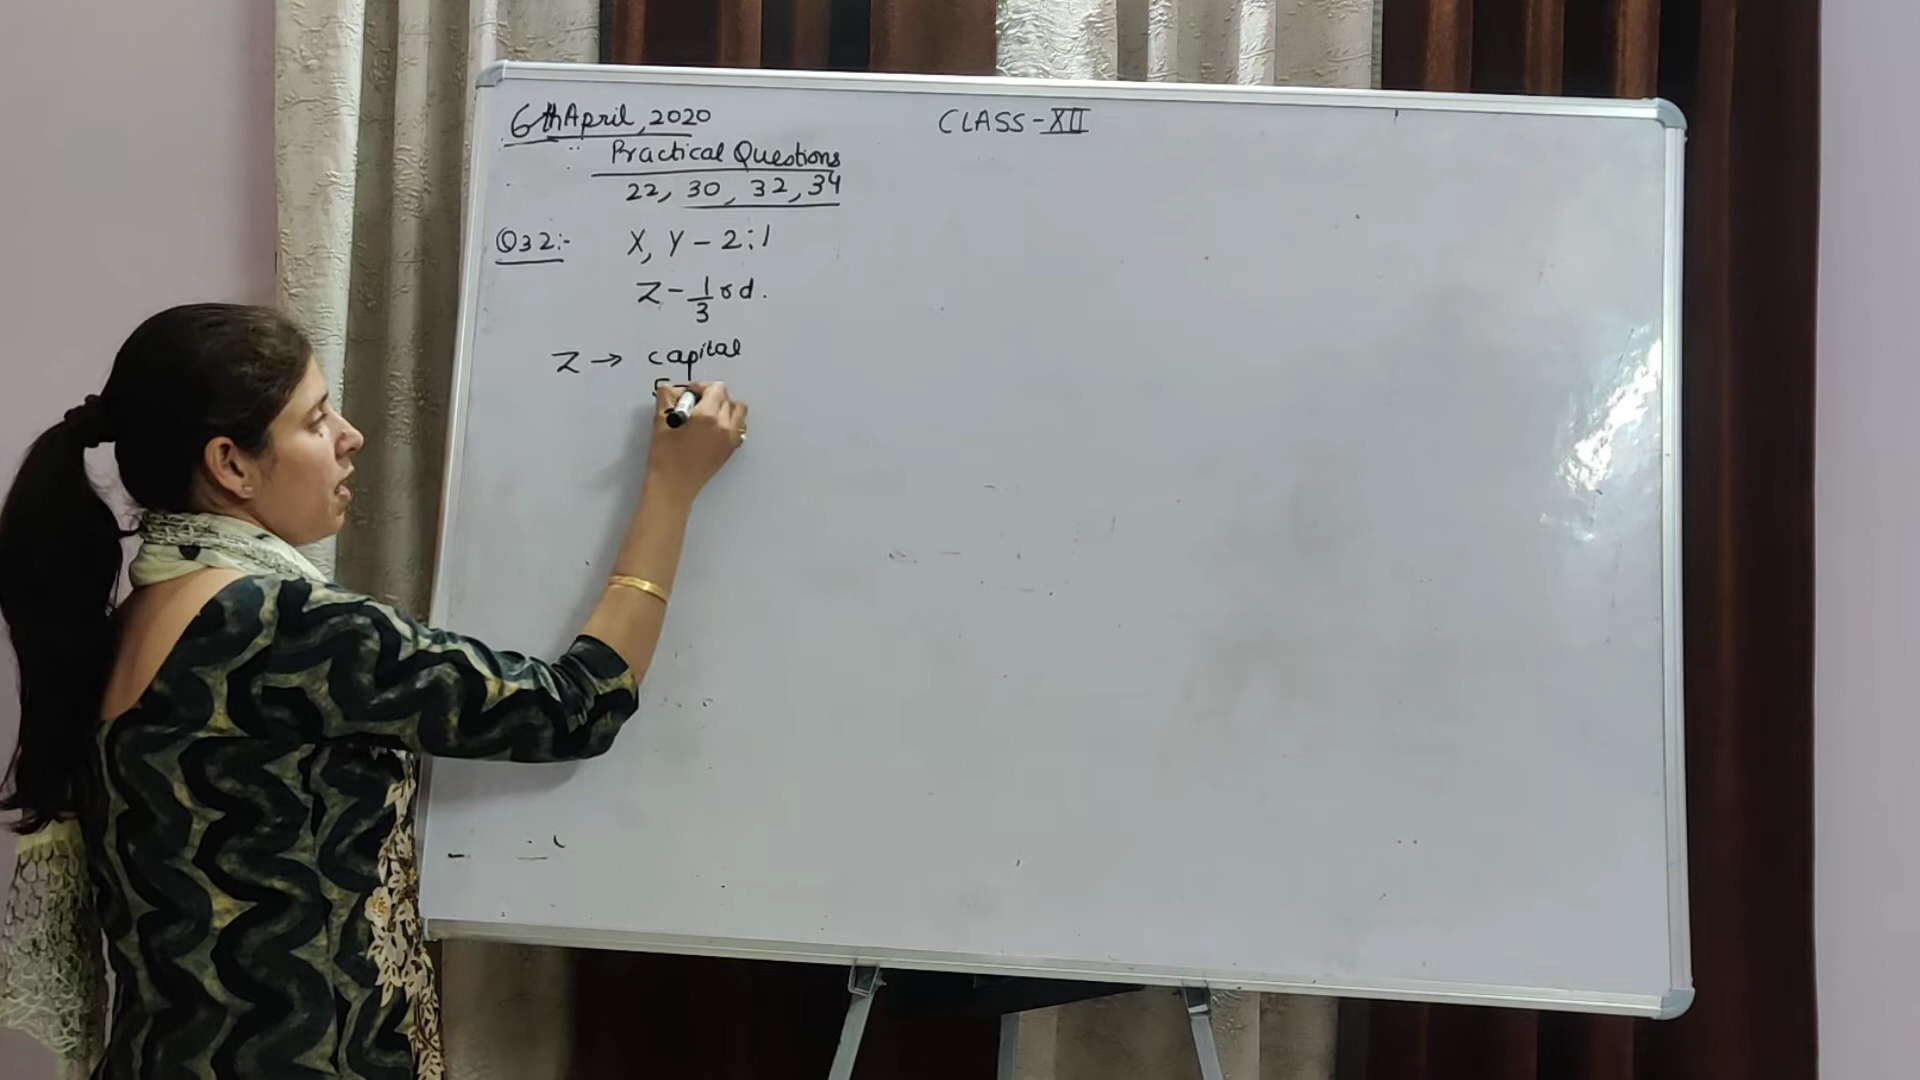 6th April, 2020
CLASS-XII
Practical Questions
22, 30, 32, 34
Q32:- X, Y - 2:1
Z - 1/3 rd.
Z → capital